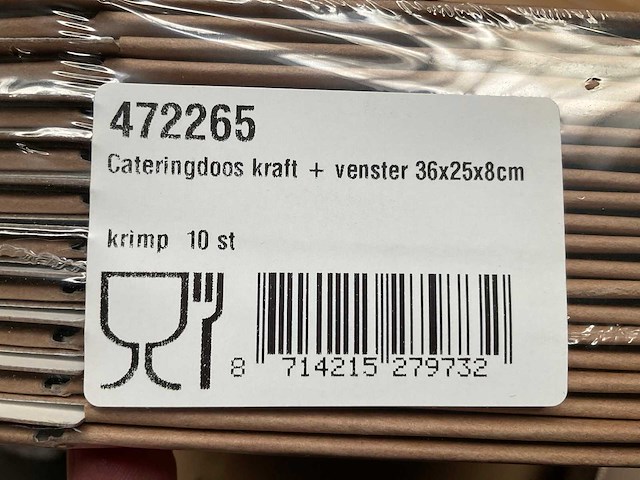 472265
Cateringdoos kraft + venster 36x25x8cm
krimp 10 st
8 714215 279732